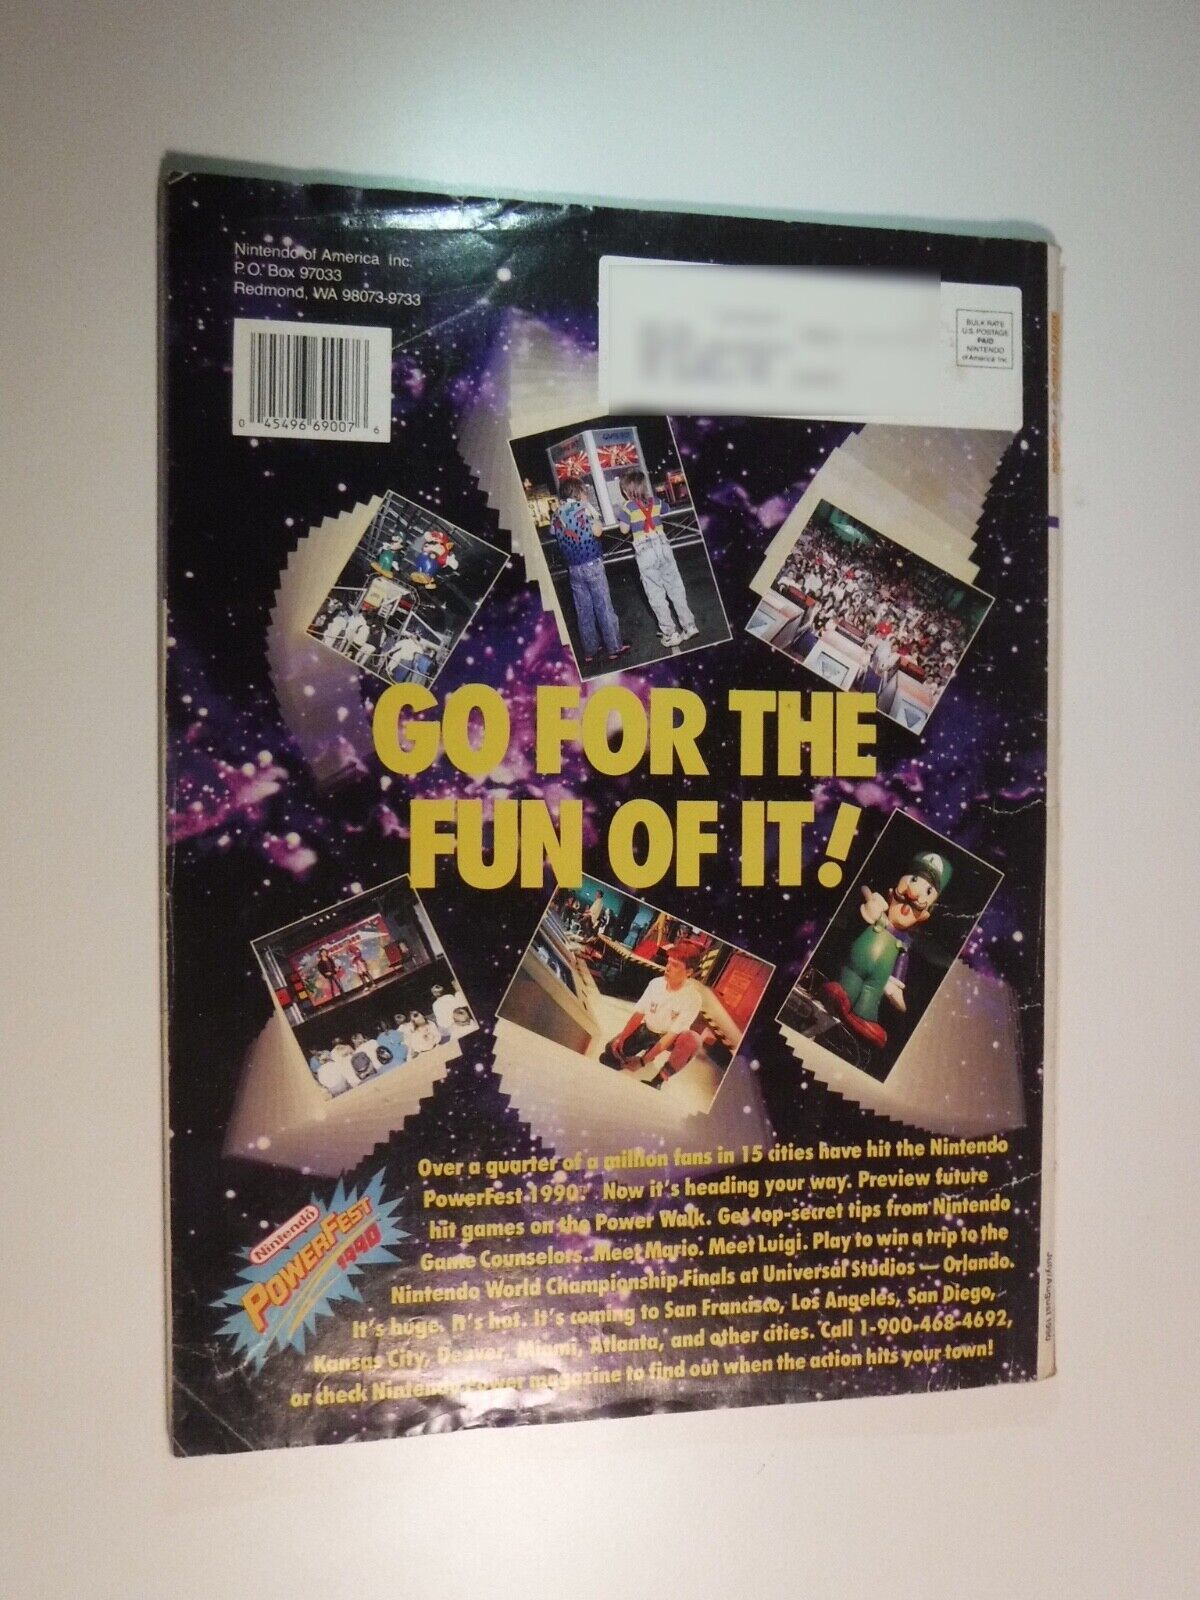 Nintendo of America Inc.
P.O. Box 97033
Redmond, WA 98073-9733
BULK RATE
U.S. POSTAGE
PAID
NINTENDO
of America Inc.
0 45496 69007 6
GO FOR THE
FUN OF IT!
Over a quarter of a million fans in 15 cities have hit the Nintendo
PowerFest 1990. Now it's heading your way. Preview future
hit games on the Power Walk. Get top-secret tips from Nintendo
Game Counselors. Meet Mario. Meet Luigi. Play to win a trip to the
Nintendo World Championship Finals at Universal Studios — Orlando.
It's huge. It's hot. It's coming to San Francisco, Los Angeles, San Diego,
Kansas City, Denver, Miami, Atlanta, and other cities. Call 1-900-468-4692,
or check Nintendo Power magazine to find out when the action hits your town!
Nintendo
POWERFEST
1990
July/August 1990